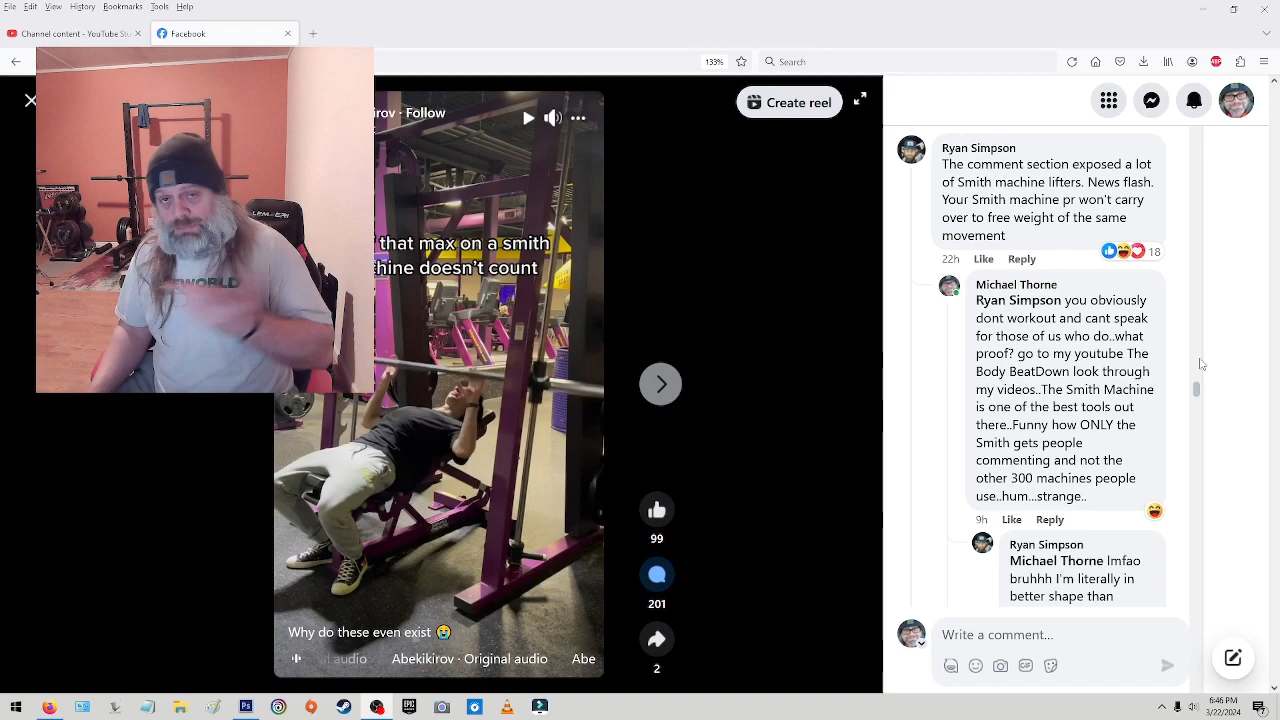 File Edit View History Bookmarks Tools Help
Channel content - YouTube Stu
Facebook
133%
Search
irov · Follow
Create reel
that max on a smith
hine doesn't count
Why do these even exist 😭
al audio Abekikirov · Original audio Abe
99
201
2
Ryan Simpson
The comment section exposed a lot
of Smith machine lifters. News flash.
Your Smith machine pr won't carry
over to free weight of the same
movement
22h Like Reply 18
Michael Thorne
Ryan Simpson you obviously
dont workout and cant speak
for those of us who do..what
proof? go to my youtube The
Body BeatDown look through
my videos..The Smith Machine
is one of the best tools out
there..Funny how ONLY the
Smith gets people
commenting and not the
other 300 machines people
use..hum...strange..
9h Like Reply
Ryan Simpson
Michael Thorne lmfao
bruhhh I'm literally in
better shape than
Write a comment...
GIF
EPIC
6:46 PM
3/22/2024